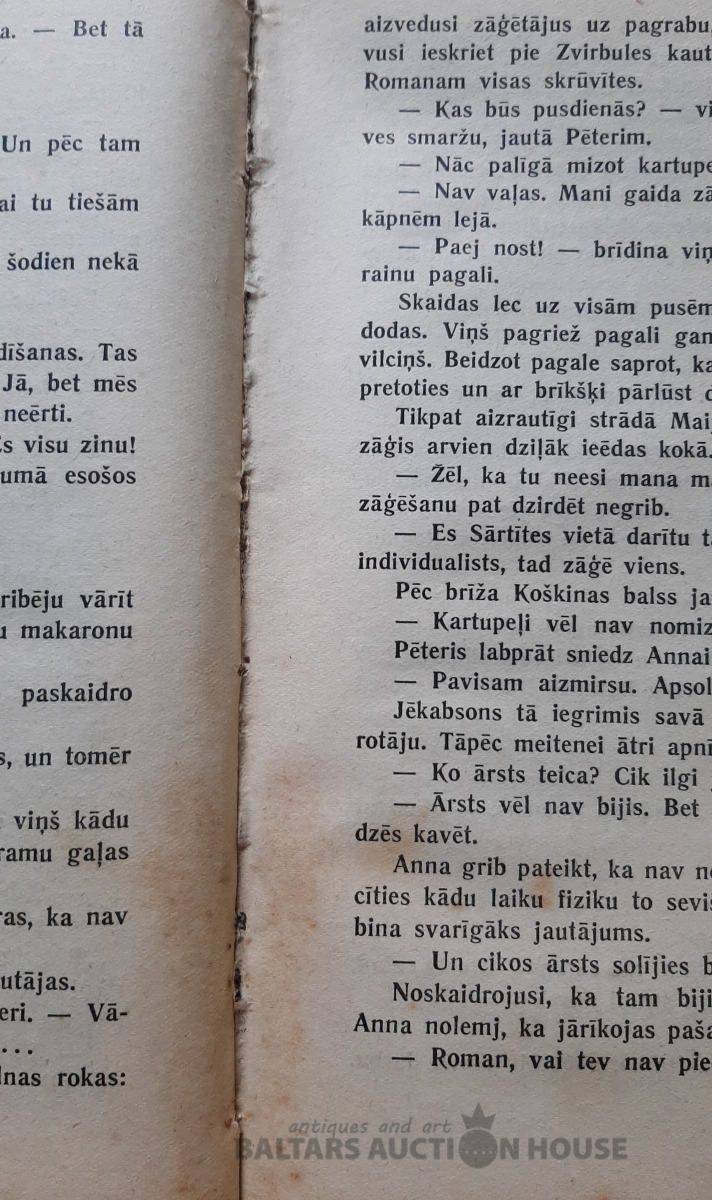 a. — Bet tā
Un pēc tam
tu tiešām
šodien nekā
Tas
Jā, bet mēs
neērti.
visu zinu!
esošos
vārīt
makaronu
paskaidro
un tomēr
viņš kādu
gaļas
ka nav
eri. — Vā-
...
rokas:
aizvedusi zāģētājus uz pagrabu,
vusi ieskriet pie Zvirbules kaut
Romanam visas skrūvītes.
— Kas būs pusdienās? — vi
ves smaržu, jautā Pēterim.
— Nāc palīgā mizot kartupe
— Nav vaļas. Mani gaida zā
kāpnēm lejā.
— Paej nost! — brīdina viņ
rainu pagali.
Skaidas lec uz visām pusēm
dodas. Viņš pagriež pagali gan
vilciņš. Beidzot pagale saprot, ka
pretoties un ar brīkšķi pārlūst d
Tikpat aizrautīgi strādā Maij
zāģis arvien dziļāk ieēdas kokā.
— Žēl, ka tu neesi mana m
zāģēšanu pat dzirdēt negrib.
— Es Sārtītes vietā darītu t
individualists, tad zāģē viens.
Pēc brīža Koškinas balss ja
— Kartupeļi vēl nav nomiz
Pēteris labprāt sniedz Annai
— Pavisam aizmirsu. Apsol
Jēkabsons tā iegrimis savā
rotāju. Tāpēc meitenei ātri apnī
— Ko ārsts teica? Cik ilgi
— Ārsts vēl nav bijis. Bet
dzēs kavēt.
Anna grib pateikt, ka nav n
cīties kādu laiku fiziku to sevis
bina svarīgāks jautājums.
— Un cikos ārsts solījies b
Noskaidrojusi, ka tam biji
Anna nolemj, ka jārīkojas paša
— Roman, vai tev nav pie
antiques and art
BALTARS AUCTION HOUSE